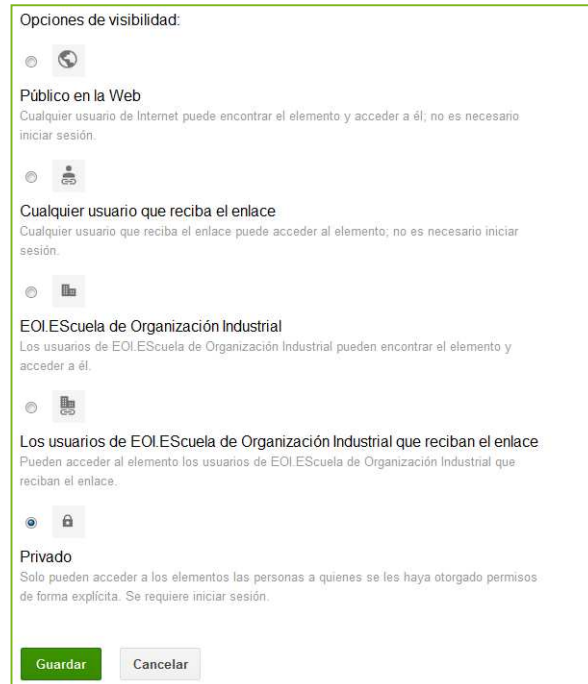 Opciones de visibilidad:
Público en la Web
Cualquier usuario de Internet puede encontrar el elemento y acceder a él; no es necesario
iniciar sesión.
Cualquier usuario que reciba el enlace
Cualquier usuario que reciba el enlace puede acceder al elemento; no es necesario iniciar
sesión.
EOI.EScuela de Organización Industrial
Los usuarios de EOI.EScuela de Organización Industrial pueden encontrar el elemento y
acceder a él.
Los usuarios de EOI.EScuela de Organización Industrial que reciban el enlace
Pueden acceder al elemento los usuarios de EOI.EScuela de Organización Industrial que
reciban el enlace.
Privado
Solo pueden acceder a los elementos las personas a quienes se les haya otorgado permisos
de forma explícita. Se requiere iniciar sesión.
Guardar Cancelar